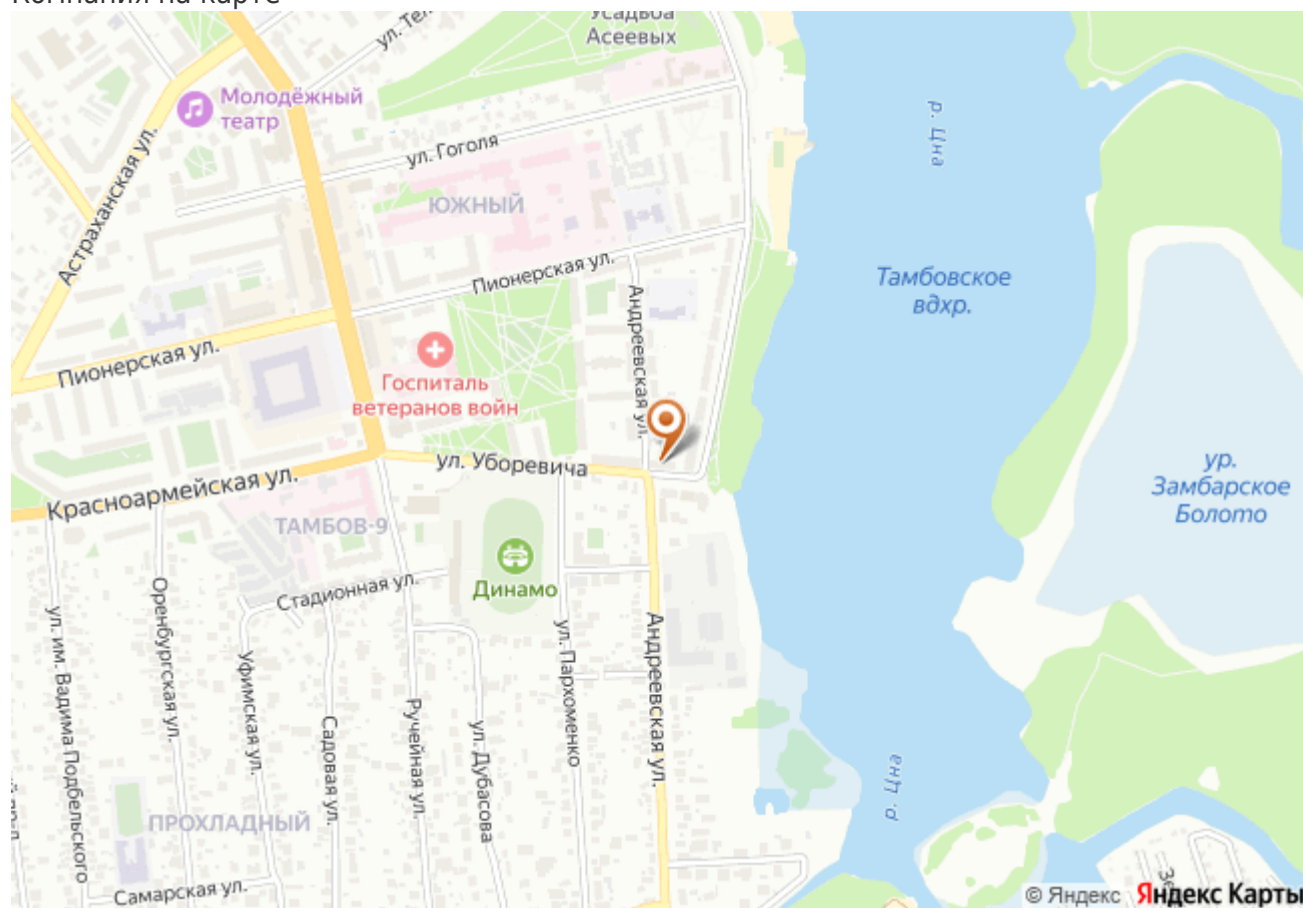 Компания на карте
Усадьба
Асеевых
Молодёжный
театр
р. Цна
ул. Гоголя
Астраханская ул.
ЮЖНЫЙ
Пионерская ул.
Тамбовское
вдхр.
Андреевская ул.
Пионерская ул.
Госпиталь
ветеранов войн
ул. Уборевича
Красноармейская ул.
ур.
Замбарское
Болото
ТАМБОВ-9
Динамо
Стадионная ул.
ул. им. Вадима Подбельского
Оренбургская ул.
Уфимская ул.
Садовая ул.
Ручейная ул.
ул. Дубасова
ул. Пархоменко
Андреевская ул.
р. Цна
ПРОХЛАДНЫЙ
Самарская ул.
© Яндекс Яндекс Карты